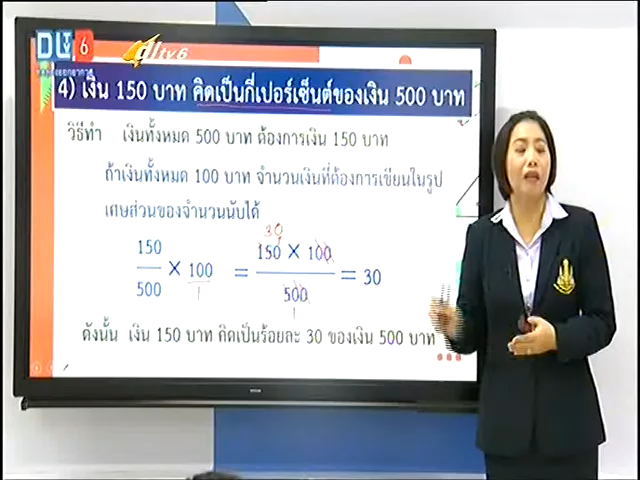 DLTV 6
dltv6
4) เงิน 150 บาท คิดเป็นกี่เปอร์เซ็นต์ของเงิน 500 บาท
วิธีทำ เงินทั้งหมด 500 บาท ต้องการเงิน 150 บาท
ถ้าเงินทั้งหมด 100 บาท จำนวนเงินที่ต้องการเขียนในรูป
เศษส่วนของจำนวนนับได้
30
150 150 × 100
× 100 = = 30
500 1 500
1
ดังนั้น เงิน 150 บาท คิดเป็นร้อยละ 30 ของเงิน 500 บาท